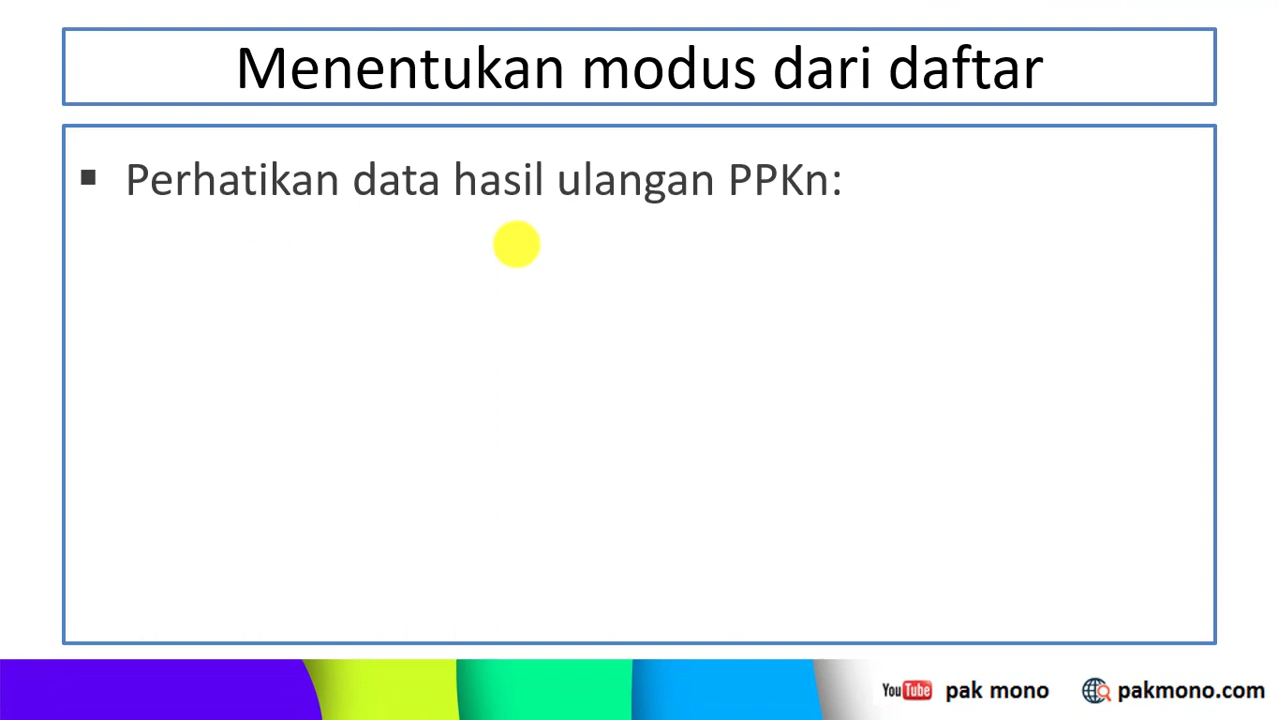 Menentukan modus dari daftar
▪ Perhatikan data hasil ulangan PPKn:
YouTube pak mono pakmono.com